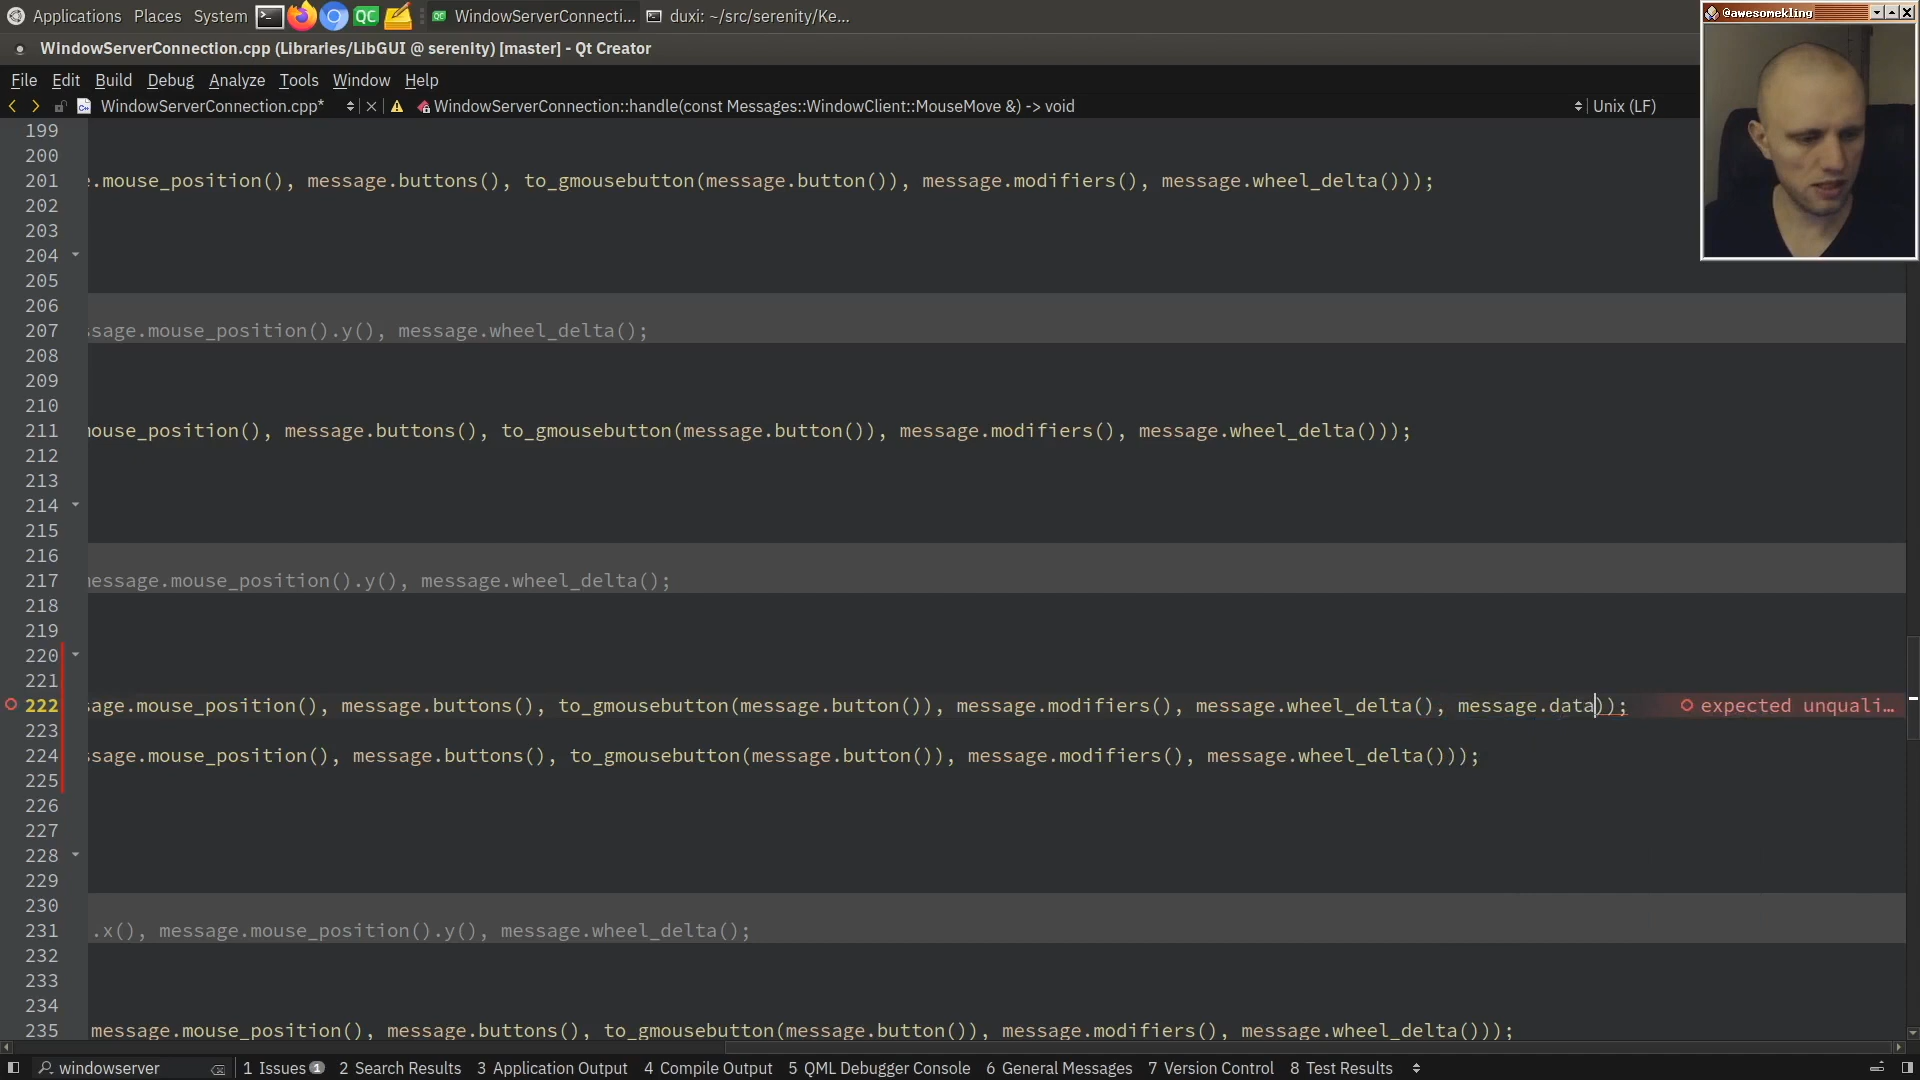 Applications Places System WindowServerConnecti... duxi: ~/src/serenity/Ke...
@awesomekling
WindowServerConnection.cpp (Libraries/LibGUI @ serenity) [master] - Qt Creator
File Edit Build Debug Analyze Tools Window Help
WindowServerConnection.cpp* WindowServerConnection::handle(const Messages::WindowClient::MouseMove &) -> void Unix (LF)
199
200
201 .mouse_position(), message.buttons(), to_gmousebutton(message.button()), message.modifiers(), message.wheel_delta()));
202
203
204
205
206
207 ssage.mouse_position().y(), message.wheel_delta();
208
209
210
211 mouse_position(), message.buttons(), to_gmousebutton(message.button()), message.modifiers(), message.wheel_delta()));
212
213
214
215
216
217 message.mouse_position().y(), message.wheel_delta();
218
219
220
221
222 sage.mouse_position(), message.buttons(), to_gmousebutton(message.button()), message.modifiers(), message.wheel_delta(), message.data)); expected unquali...
223
224 ssage.mouse_position(), message.buttons(), to_gmousebutton(message.button()), message.modifiers(), message.wheel_delta()));
225
226
227
228
229
230
231 .x(), message.mouse_position().y(), message.wheel_delta();
232
233
234
235 message.mouse_position(), message.buttons(), to_gmousebutton(message.button()), message.modifiers(), message.wheel_delta()));
windowserver 1 Issues 1 2 Search Results 3 Application Output 4 Compile Output 5 QML Debugger Console 6 General Messages 7 Version Control 8 Test Results